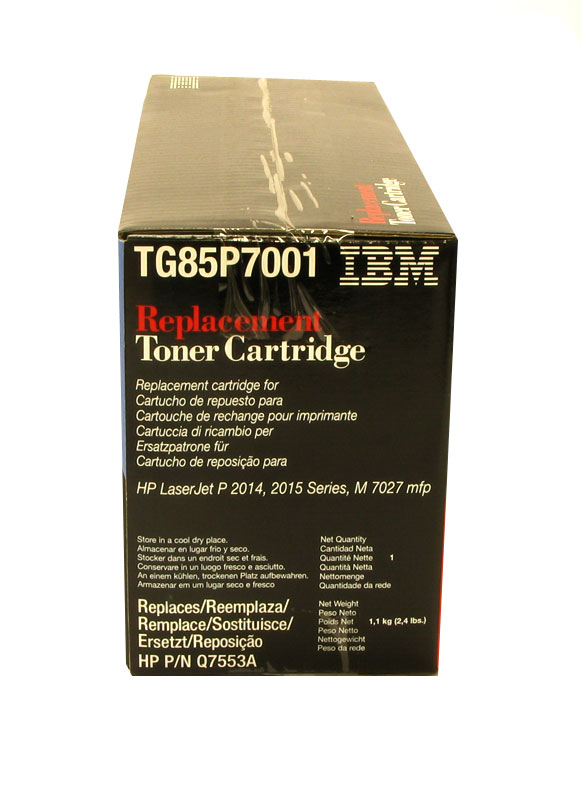 Replacement
Toner Cartridge
TG85P7001 IBM
Replacement
Toner Cartridge
Replacement cartridge for
Cartucho de repuesto para
Cartouche de rechange pour imprimante
Cartuccia di ricambio per
Ersatzpatrone für
Cartucho de reposição para
HP LaserJet P 2014, 2015 Series, M 7027 mfp
Store in a cool dry place.
Almacenar en lugar frio y seco.
Stocker dans un endroit sec et frais.
Conservare in un luogo fresco e asciutto.
An einem kühlen, trockenen Platz aufbewahren.
Armazenar em um lugar seco e fresco
Net Quantity
Cantidad Neta
Quantité Nette 1
Quantità Netta
Nettomenge
Quantidade da rede
Replaces/Reemplaza/
Remplace/Sostituisce/
Ersetzt/Reposição
HP P/N Q7553A
Net Weight
Peso Neto
Poids Net 1,1 kg (2,4 lbs.)
Peso Netto
Nettogewicht
Peso da rede